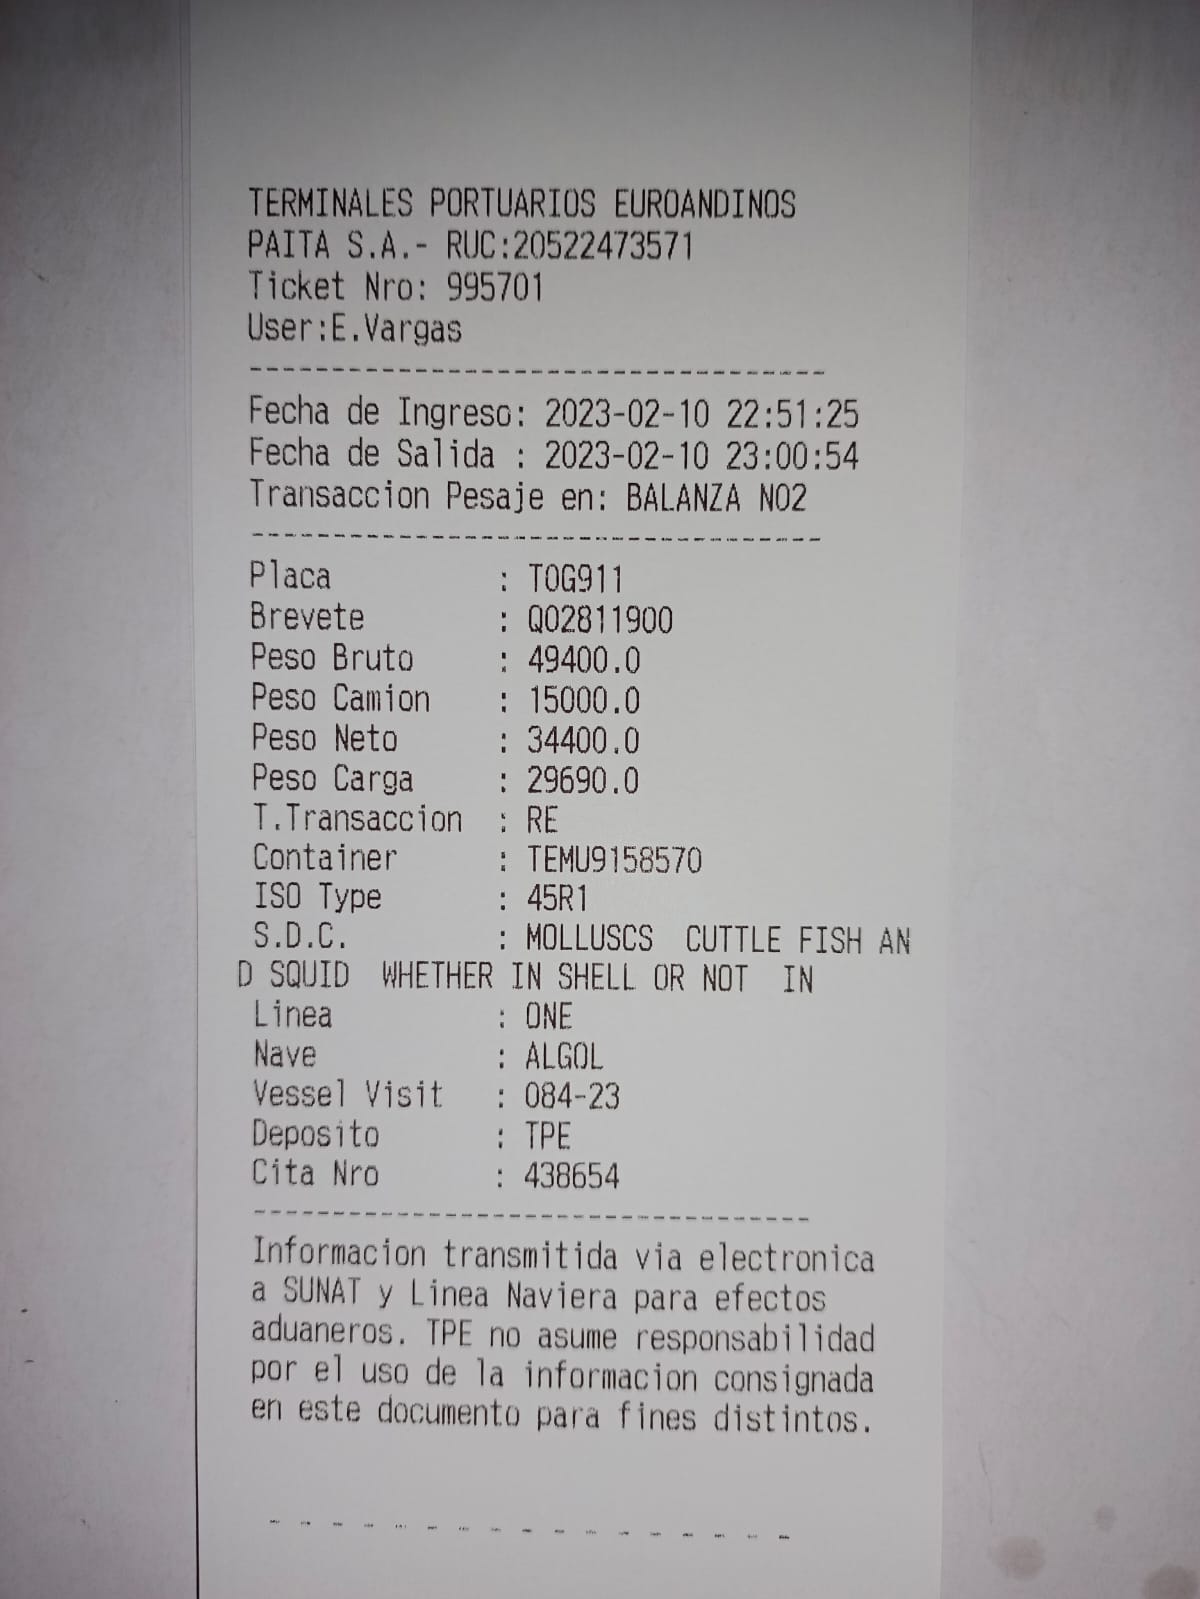 TERMINALES PORTUARIOS EUROANDINOS
PAITA S.A.- RUC:20522473571
Ticket Nro: 995701
User:E.Vargas
-----------------------------------
Fecha de Ingreso: 2023-02-10 22:51:25
Fecha de Salida : 2023-02-10 23:00:54
Transaccion Pesaje en: BALANZA NO2
-----------------------------------
Placa : T0G911
Brevete : Q02811900
Peso Bruto : 49400.0
Peso Camion : 15000.0
Peso Neto : 34400.0
Peso Carga : 29690.0
T.Transaccion : RE
Container : TEMU9158570
ISO Type : 45R1
S.D.C. : MOLLUSCS CUTTLE FISH AN
D SQUID WHETHER IN SHELL OR NOT IN
Linea : ONE
Nave : ALGOL
Vessel Visit : 084-23
Deposito : TPE
Cita Nro : 438654
-----------------------------------
Informacion transmitida via electronica
a SUNAT y Linea Naviera para efectos
aduaneros. TPE no asume responsabilidad
por el uso de la informacion consignada
en este documento para fines distintos.
- - - - - - - - - - - - - - - - -